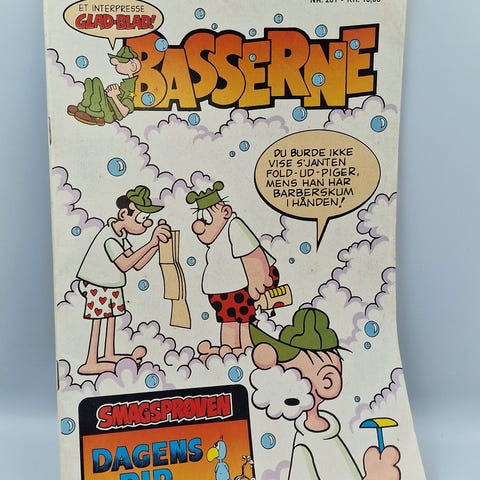 ET INTERPRESSE
GLAD-BLAD!
BASSERNE
DU BURDE IKKE
VISE S'JANTEN
FOLD-UD-PIGER,
MENS HAN HAR
BARBERSKUM
I HÅNDEN!
SMAGSPRØVEN
DAGENS